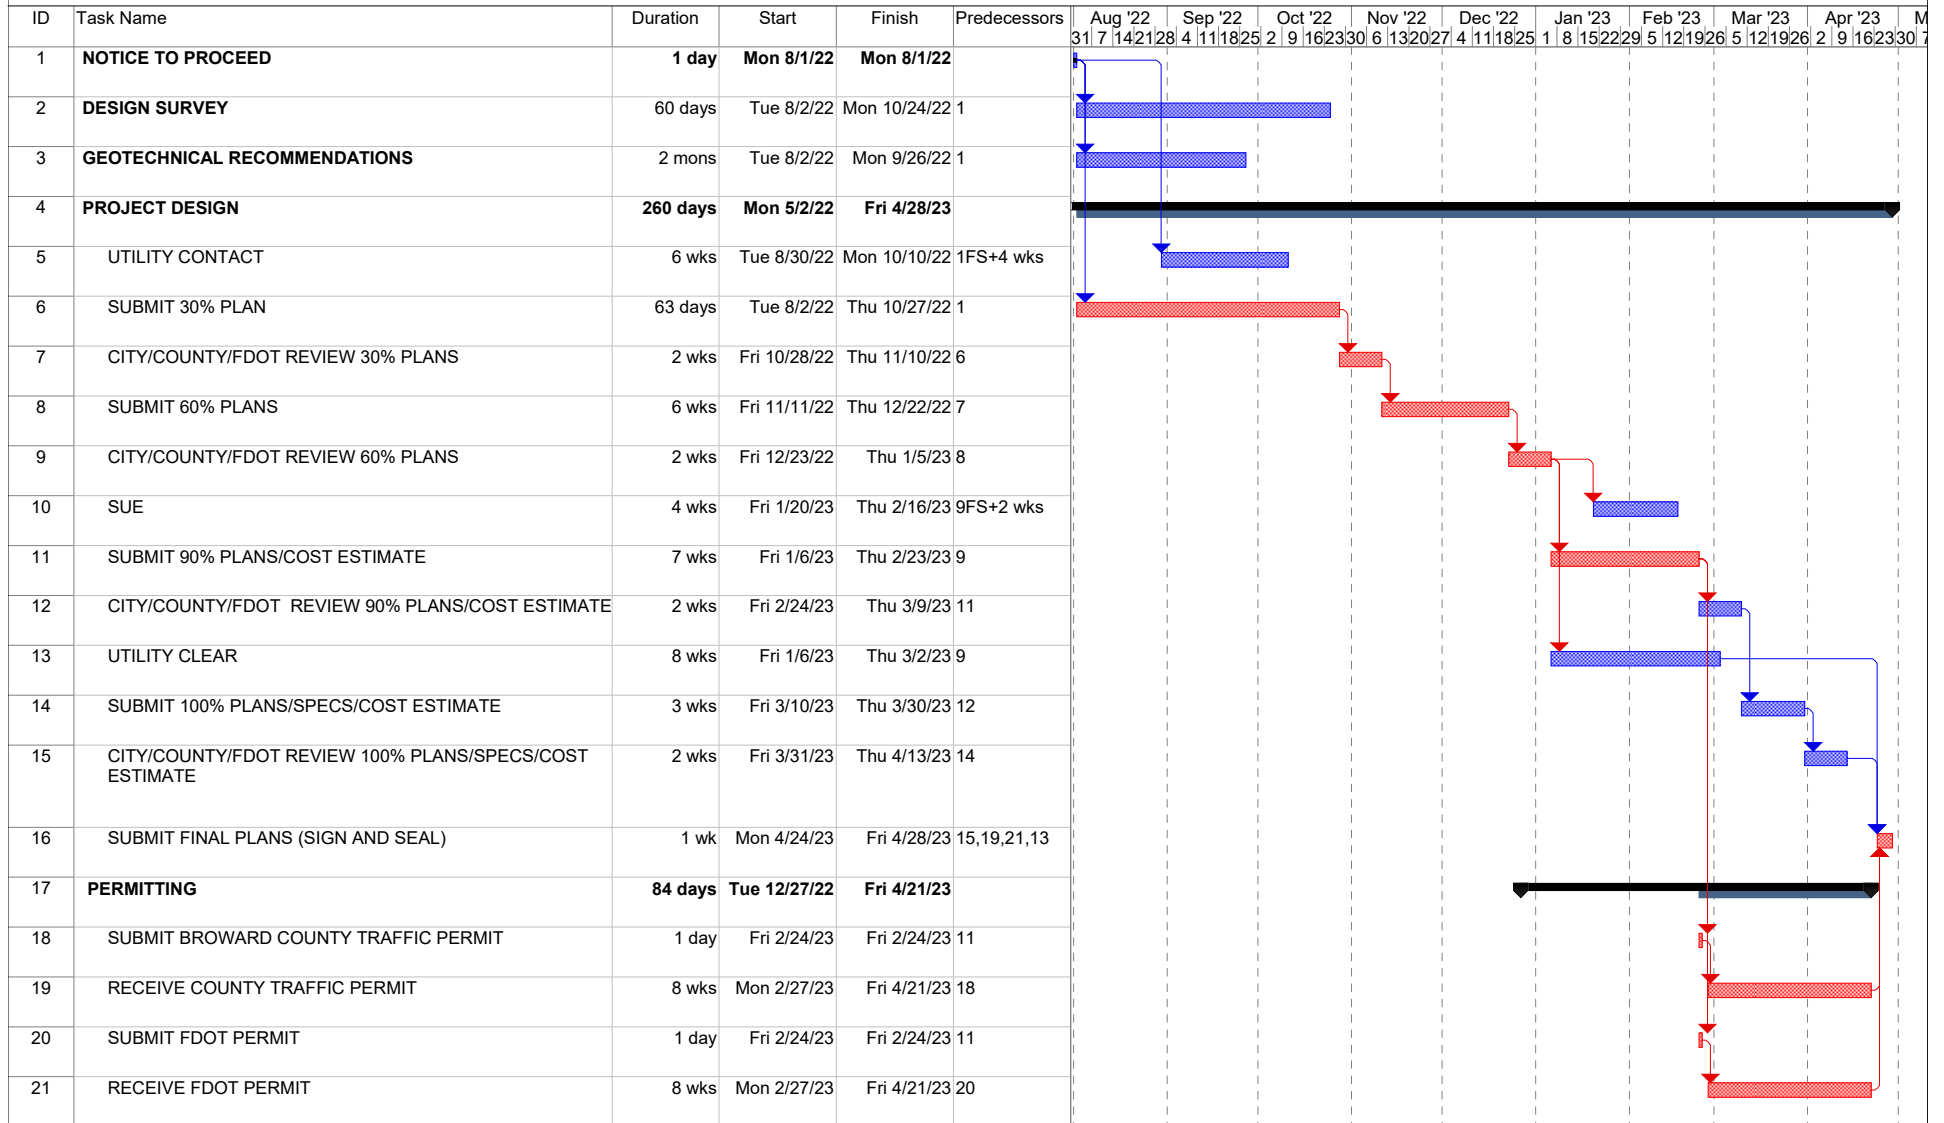 ID Task Name Duration Start Finish Predecessors Aug '22 Sep '22 Oct '22 Nov '22 Dec '22 Jan '23 Feb '23 Mar '23 Apr '23 M
31 7 14 21 28 4 11 18 25 2 9 16 23 30 6 13 20 27 4 11 18 25 1 8 15 22 29 5 12 19 26 5 12 19 26 2 9 16 23 30 7
1 NOTICE TO PROCEED 1 day Mon 8/1/22 Mon 8/1/22
2 DESIGN SURVEY 60 days Tue 8/2/22 Mon 10/24/22 1
3 GEOTECHNICAL RECOMMENDATIONS 2 mons Tue 8/2/22 Mon 9/26/22 1
4 PROJECT DESIGN 260 days Mon 5/2/22 Fri 4/28/23
5 UTILITY CONTACT 6 wks Tue 8/30/22 Mon 10/10/22 1FS+4 wks
6 SUBMIT 30% PLAN 63 days Tue 8/2/22 Thu 10/27/22 1
7 CITY/COUNTY/FDOT REVIEW 30% PLANS 2 wks Fri 10/28/22 Thu 11/10/22 6
8 SUBMIT 60% PLANS 6 wks Fri 11/11/22 Thu 12/22/22 7
9 CITY/COUNTY/FDOT REVIEW 60% PLANS 2 wks Fri 12/23/22 Thu 1/5/23 8
10 SUE 4 wks Fri 1/20/23 Thu 2/16/23 9FS+2 wks
11 SUBMIT 90% PLANS/COST ESTIMATE 7 wks Fri 1/6/23 Thu 2/23/23 9
12 CITY/COUNTY/FDOT REVIEW 90% PLANS/COST ESTIMATE 2 wks Fri 2/24/23 Thu 3/9/23 11
13 UTILITY CLEAR 8 wks Fri 1/6/23 Thu 3/2/23 9
14 SUBMIT 100% PLANS/SPECS/COST ESTIMATE 3 wks Fri 3/10/23 Thu 3/30/23 12
15 CITY/COUNTY/FDOT REVIEW 100% PLANS/SPECS/COST 2 wks Fri 3/31/23 Thu 4/13/23 14
ESTIMATE
16 SUBMIT FINAL PLANS (SIGN AND SEAL) 1 wk Mon 4/24/23 Fri 4/28/23 15,19,21,13
17 PERMITTING 84 days Tue 12/27/22 Fri 4/21/23
18 SUBMIT BROWARD COUNTY TRAFFIC PERMIT 1 day Fri 2/24/23 Fri 2/24/23 11
19 RECEIVE COUNTY TRAFFIC PERMIT 8 wks Mon 2/27/23 Fri 4/21/23 18
20 SUBMIT FDOT PERMIT 1 day Fri 2/24/23 Fri 2/24/23 11
21 RECEIVE FDOT PERMIT 8 wks Mon 2/27/23 Fri 4/21/23 20